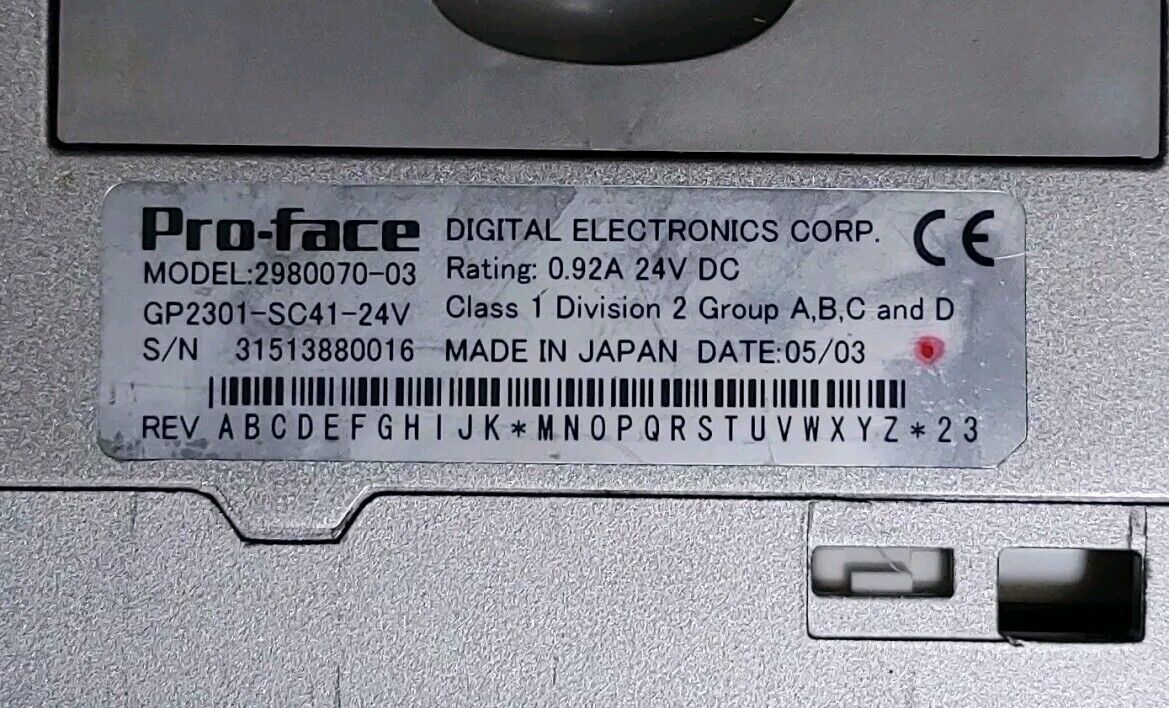 Pro-face DIGITAL ELECTRONICS CORP. CE
MODEL:2980070-03 Rating: 0.92A 24V DC
GP2301-SC41-24V Class 1 Division 2 Group A,B,C and D
S/N 31513880016 MADE IN JAPAN DATE:05/03
REV A B C D E F G H I J K * M N O P Q R S T U V W X Y Z * 2 3